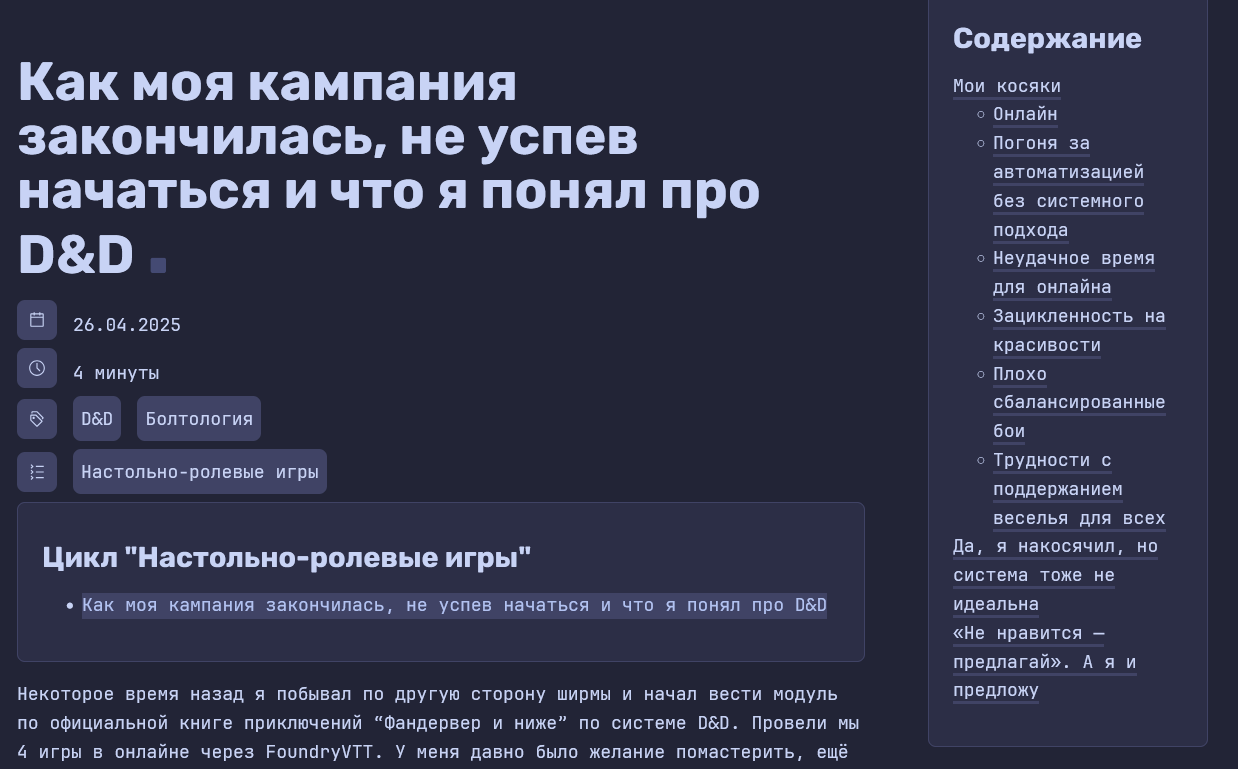 Как моя кампания
закончилась, не успев
начаться и что я понял про
D&D .
26.04.2025
4 минуты
D&D Болтология
Настольно-ролевые игры
Цикл "Настольно-ролевые игры"
Как моя кампания закончилась, не успев начаться и что я понял про D&D
Некоторое время назад я побывал по другую сторону ширмы и начал вести модуль
по официальной книге приключений “Фандервер и ниже” по системе D&D. Провели мы
4 игры в онлайне через FoundryVTT. У меня давно было желание помастерить, ещё
Содержание
Мои косяки
Онлайн
Погоня за
автоматизацией
без системного
подхода
Неудачное время
для онлайна
Зацикленность на
красивости
Плохо
сбалансированные
бои
Трудности с
поддержанием
веселья для всех
Да, я накосячил, но
система тоже не
идеальна
«Не нравится —
предлагай». А я и
предложу